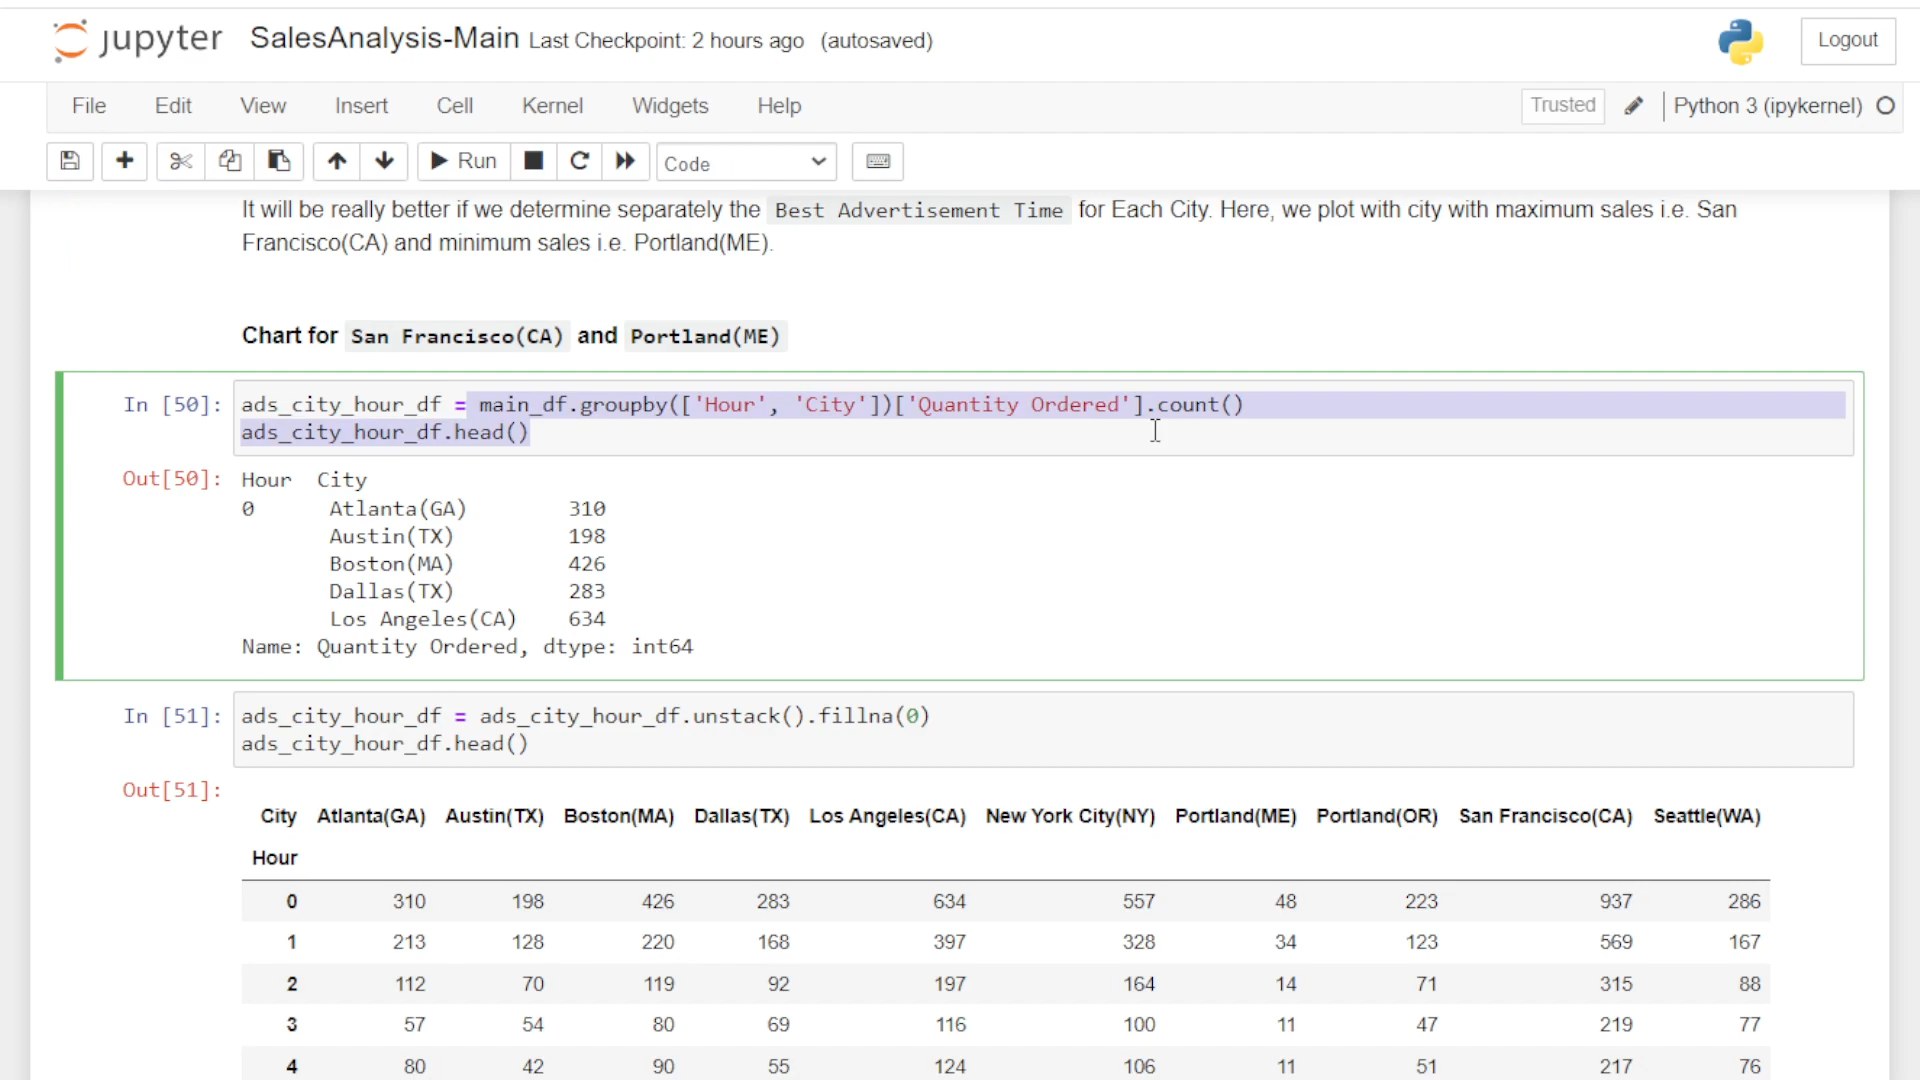 jupyter SalesAnalysis-Main Last Checkpoint: 2 hours ago (autosaved) Logout
File Edit View Insert Cell Kernel Widgets Help Trusted Python 3 (ipykernel)
Run Code
It will be really better if we determine separately the Best Advertisement Time for Each City. Here, we plot with city with maximum sales i.e. San
Francisco(CA) and minimum sales i.e. Portland(ME).
Chart for San Francisco(CA) and Portland(ME)
In [50]: ads_city_hour_df = main_df.groupby(['Hour', 'City'])['Quantity Ordered'].count()
ads_city_hour_df.head()
Out[50]: Hour City
0 Atlanta(GA) 310
Austin(TX) 198
Boston(MA) 426
Dallas(TX) 283
Los Angeles(CA) 634
Name: Quantity Ordered, dtype: int64
In [51]: ads_city_hour_df = ads_city_hour_df.unstack().fillna(0)
ads_city_hour_df.head()
Out[51]:
City Atlanta(GA) Austin(TX) Boston(MA) Dallas(TX) Los Angeles(CA) New York City(NY) Portland(ME) Portland(OR) San Francisco(CA) Seattle(WA)
Hour
0 310 198 426 283 634 557 48 223 937 286
1 213 128 220 168 397 328 34 123 569 167
2 112 70 119 92 197 164 14 71 315 88
3 57 54 80 69 116 100 11 47 219 77
4 80 42 90 55 124 106 11 51 217 76